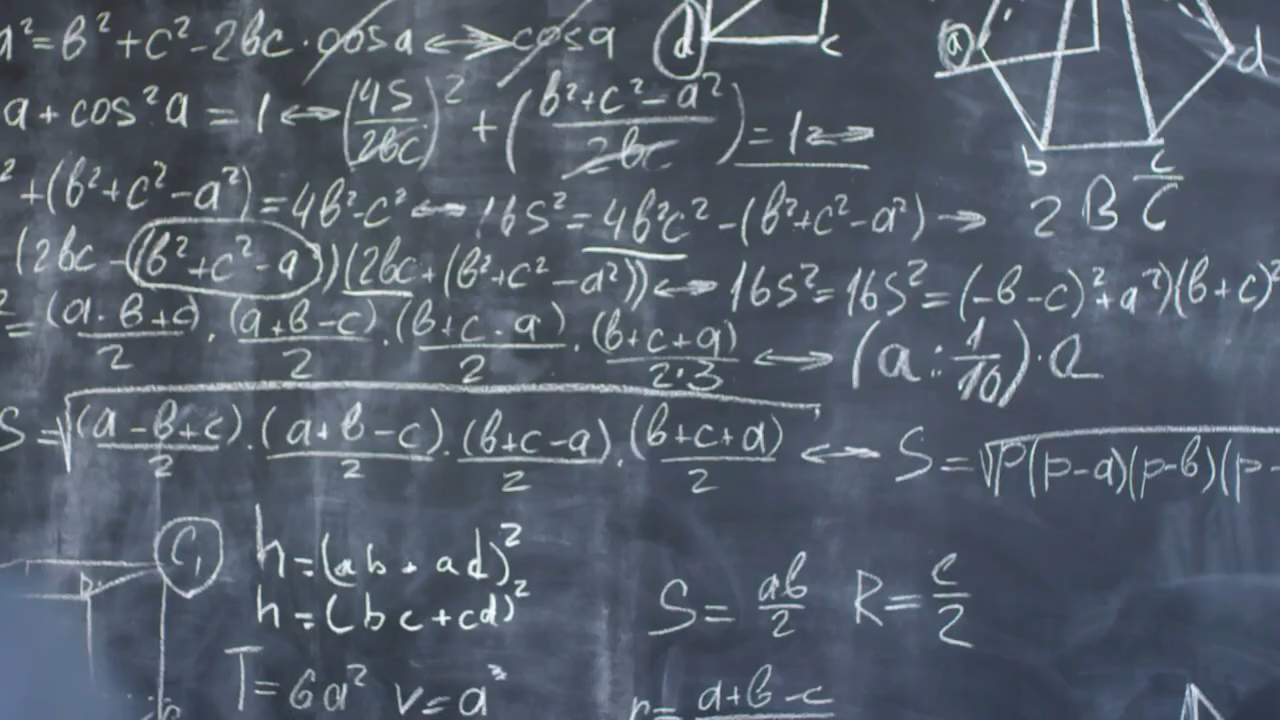 a²=b²+c²-2bc·cosa⟷cosa
d
c
a
d
a+cos²a=1⟷(4S/2bc)²+(b²+c²-a²/2bc)=1⟷
b
c
²+(b²+c²-a²)=4b²-c²⟷16S²=4b²c²-(b²+c²-a²)→
2BC
(2bc-(b²+c²-a))(2bc+(b²+c²-a²))⟷16S²=16S²=(-b-c)²+a²)(b+c)²
²=(a·b+c)/2·(a+b-c)/2·(b+c-a)/2·(b+c+a)/2·3⟷(a:1/10)·a
S=√(a-b+c)/2·(a+b-c)/2·(b+c-a)/2·(b+c+a)/2⟷S=√p(p-a)(p-b)(p-
C₁
h=(ab+ad)²
h=(bc+cd)²
S=ab/2 R=c/2
T=6a² v=a³
r=a+b-c